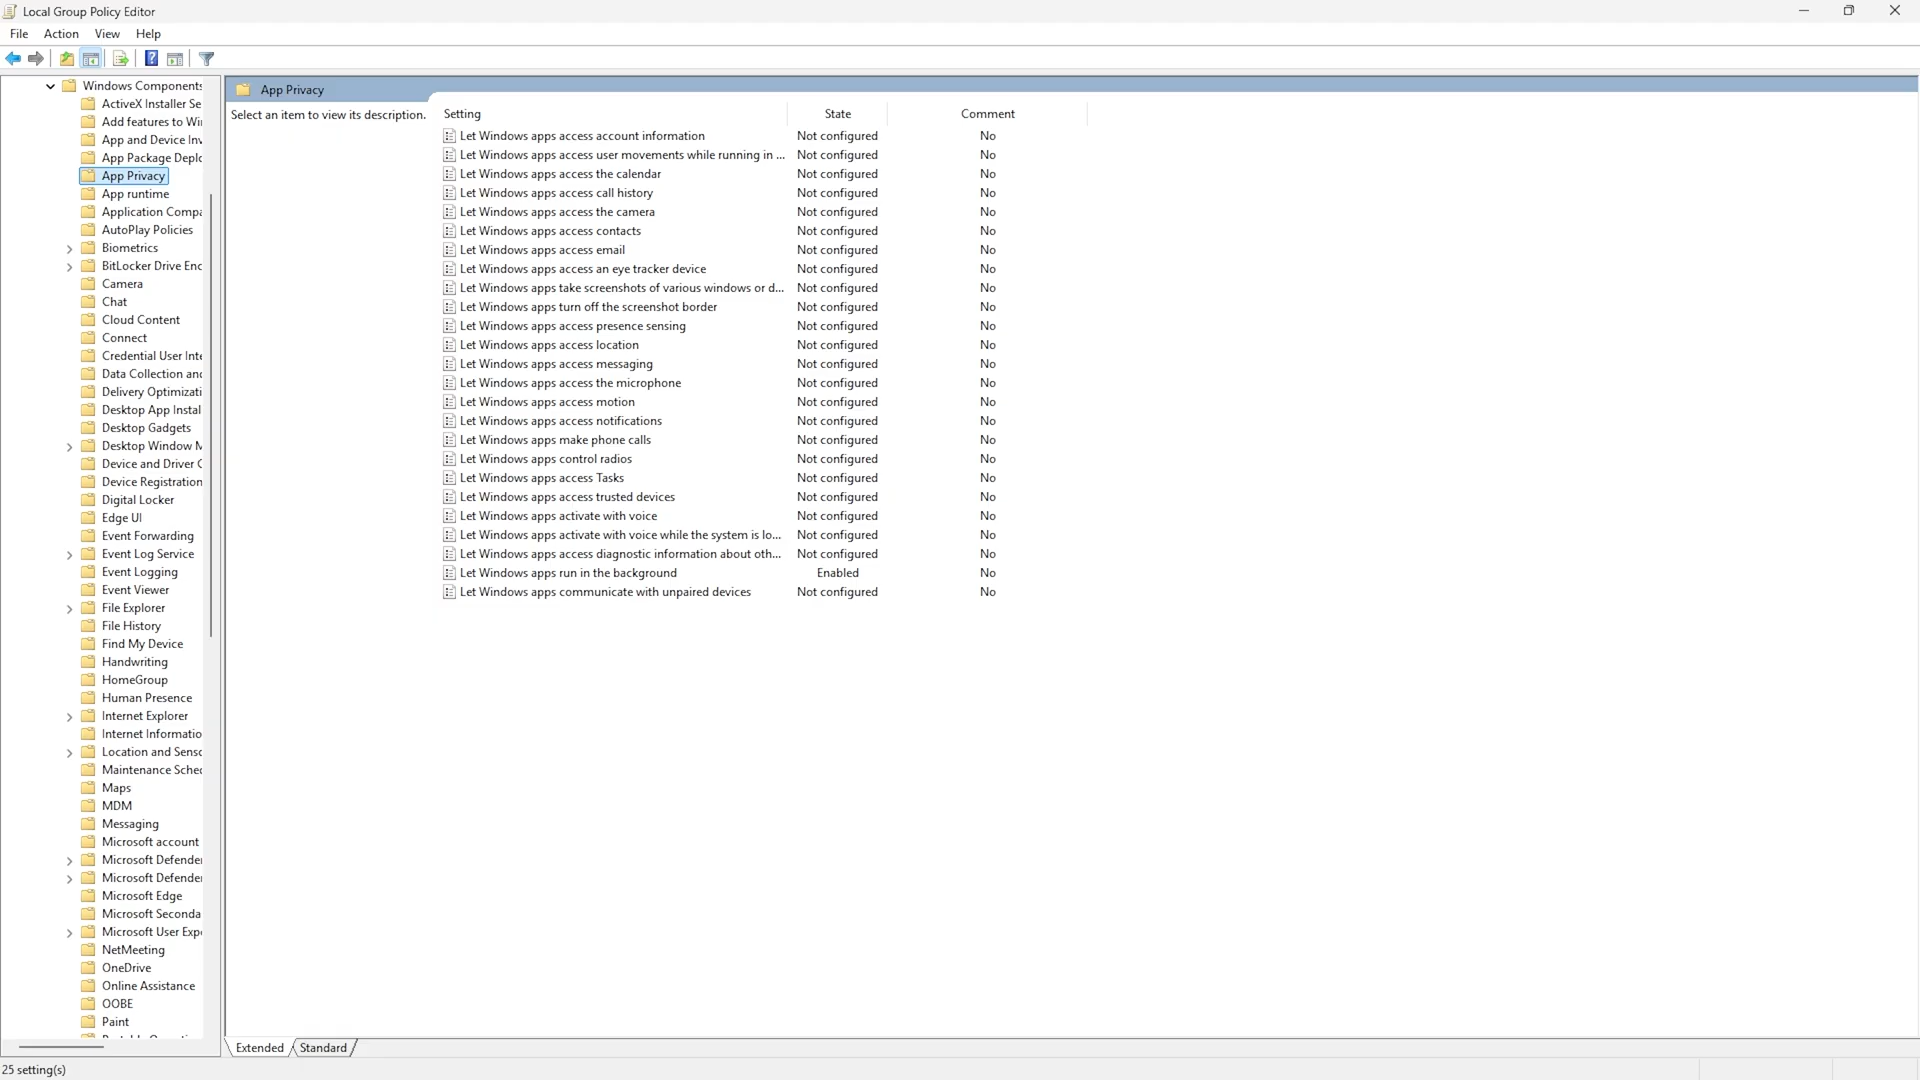 Local Group Policy Editor
File Action View Help
Windows Components
ActiveX Installer Se
Add features to Wi
App and Device Inv
App Package Depl
App Privacy
App runtime
Application Compa
AutoPlay Policies
Biometrics
BitLocker Drive Enc
Camera
Chat
Cloud Content
Connect
Credential User Inte
Data Collection and
Delivery Optimizati
Desktop App Instal
Desktop Gadgets
Desktop Window M
Device and Driver C
Device Registration
Digital Locker
Edge UI
Event Forwarding
Event Log Service
Event Logging
Event Viewer
File Explorer
File History
Find My Device
Handwriting
HomeGroup
Human Presence
Internet Explorer
Internet Informatio
Location and Senso
Maintenance Sched
Maps
MDM
Messaging
Microsoft account
Microsoft Defender
Microsoft Defender
Microsoft Edge
Microsoft Seconda
Microsoft User Expe
NetMeeting
OneDrive
Online Assistance
OOBE
Paint
App Privacy
Select an item to view its description.
Setting State Comment
Let Windows apps access account information Not configured No
Let Windows apps access user movements while running in ... Not configured No
Let Windows apps access the calendar Not configured No
Let Windows apps access call history Not configured No
Let Windows apps access the camera Not configured No
Let Windows apps access contacts Not configured No
Let Windows apps access email Not configured No
Let Windows apps access an eye tracker device Not configured No
Let Windows apps take screenshots of various windows or d... Not configured No
Let Windows apps turn off the screenshot border Not configured No
Let Windows apps access presence sensing Not configured No
Let Windows apps access location Not configured No
Let Windows apps access messaging Not configured No
Let Windows apps access the microphone Not configured No
Let Windows apps access motion Not configured No
Let Windows apps access notifications Not configured No
Let Windows apps make phone calls Not configured No
Let Windows apps control radios Not configured No
Let Windows apps access Tasks Not configured No
Let Windows apps access trusted devices Not configured No
Let Windows apps activate with voice Not configured No
Let Windows apps activate with voice while the system is lo... Not configured No
Let Windows apps access diagnostic information about oth... Not configured No
Let Windows apps run in the background Enabled No
Let Windows apps communicate with unpaired devices Not configured No
Extended Standard
25 setting(s)